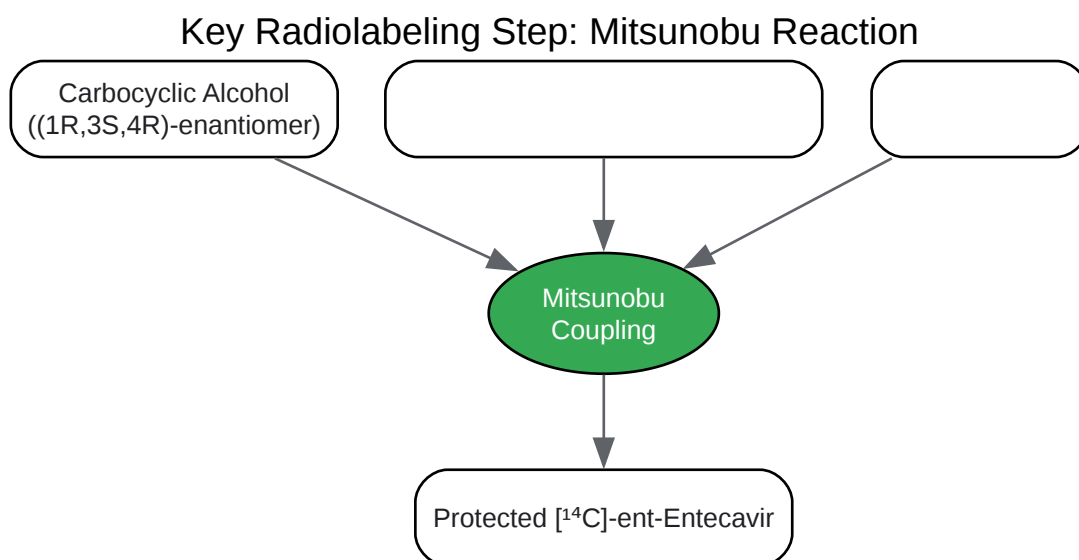 Key Radiolabeling Step: Mitsunobu Reaction
Carbocyclic Alcohol
((1R,3S,4R)-enantiomer)
Mitsunobu
Coupling
Protected [¹⁴C]-ent-Entecavir